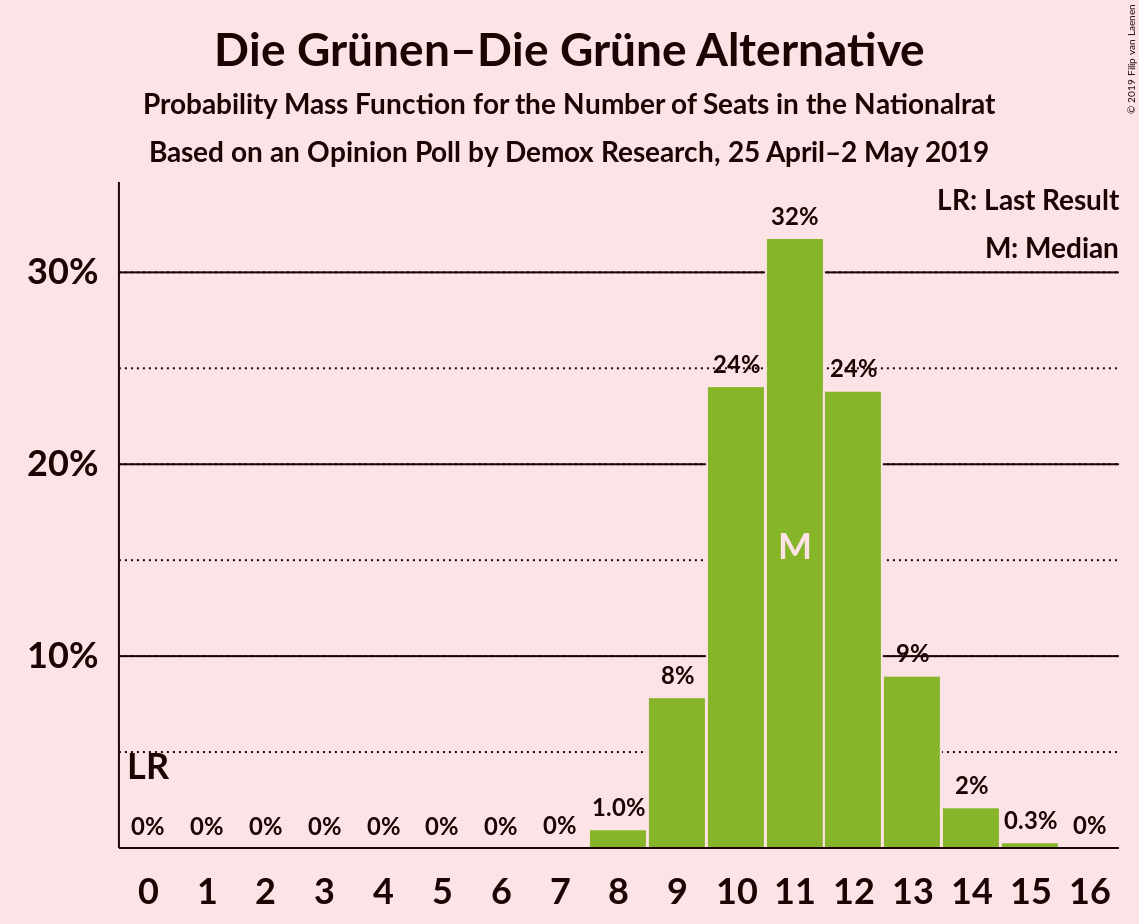 Die Grünen–Die Grüne Alternative
Probability Mass Function for the Number of Seats in the Nationalrat
Based on an Opinion Poll by Demox Research, 25 April–2 May 2019
© 2019 Filip van Laenen
LR: Last Result
M: Median
30%
20%
10%
32%
24%
24%
M
9%
8%
LR
2%
1.0%
0.3%
0%
0%
0%
0%
0%
0%
0%
0%
0%
0 1 2 3 4 5 6 7 8 9 10 11 12 13 14 15 16